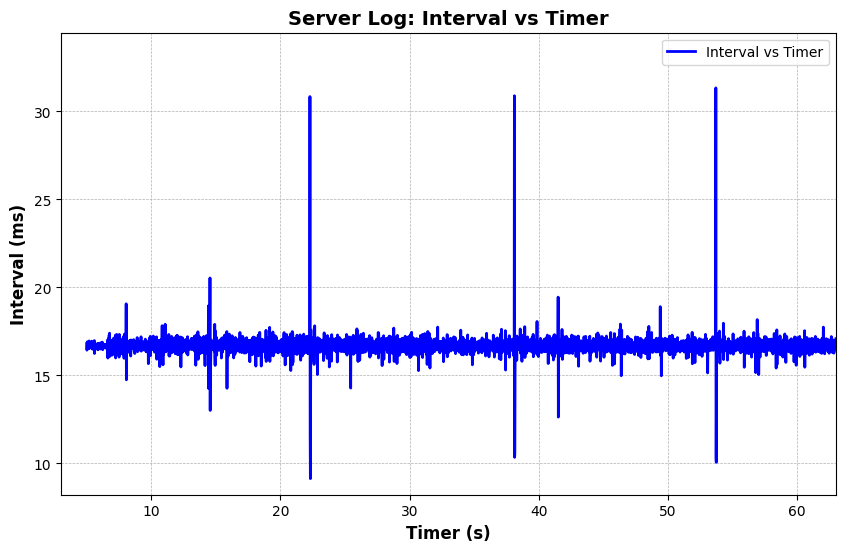 Server Log: Interval vs Timer
Interval vs Timer
30
25
20
15
10
Interval (ms)
10 20 30 40 50 60
Timer (s)